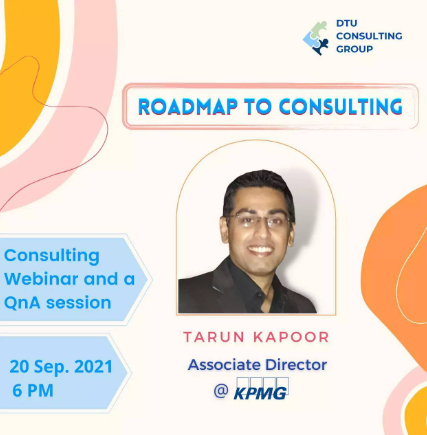 DTU
CONSULTING
GROUP
ROADMAP TO CONSULTING
Consulting
Webinar and a
QnA session
20 Sep. 2021
6 PM
TARUN KAPOOR
Associate Director
@ KPMG